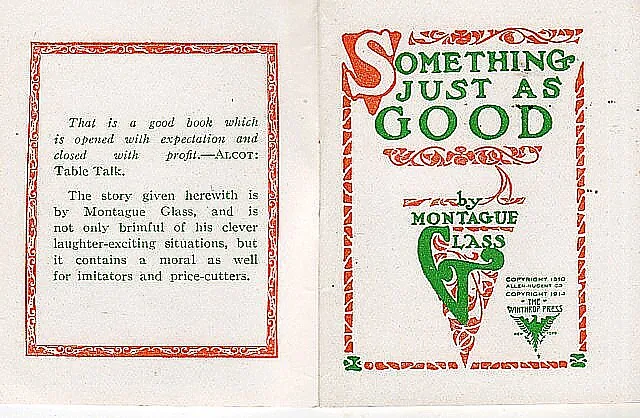 That is a good book which
is opened with expectation and
closed with profit.—ALCOT:
Table Talk.
The story given herewith is
by Montague Glass, and is
not only brimful of his clever
laughter-exciting situations, but
it contains a moral as well
for imitators and price-cutters.
SOMETHING
JUST AS
GOOD
by
MONTAGUE
GLASS
COPYRIGHT 1910
ALLEN-NUGENT CO
COPYRIGHT 1914
THE
WINTHROP PRESS
NEW YORK